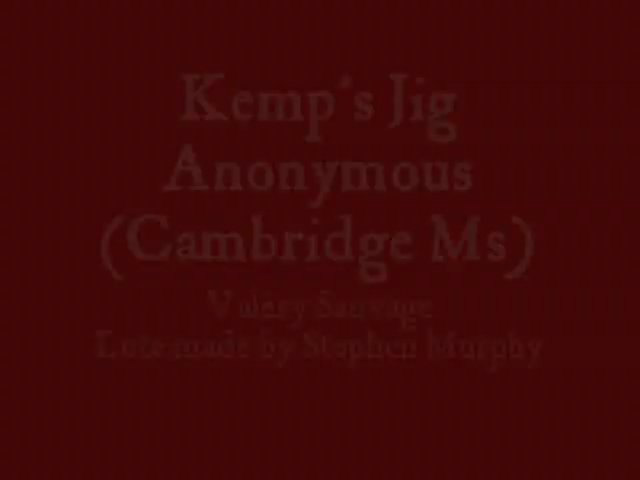 Kemp's Jig
Anonymous
(Cambridge Ms)
Valery Sauvage
Lute made by Stephen Murphy